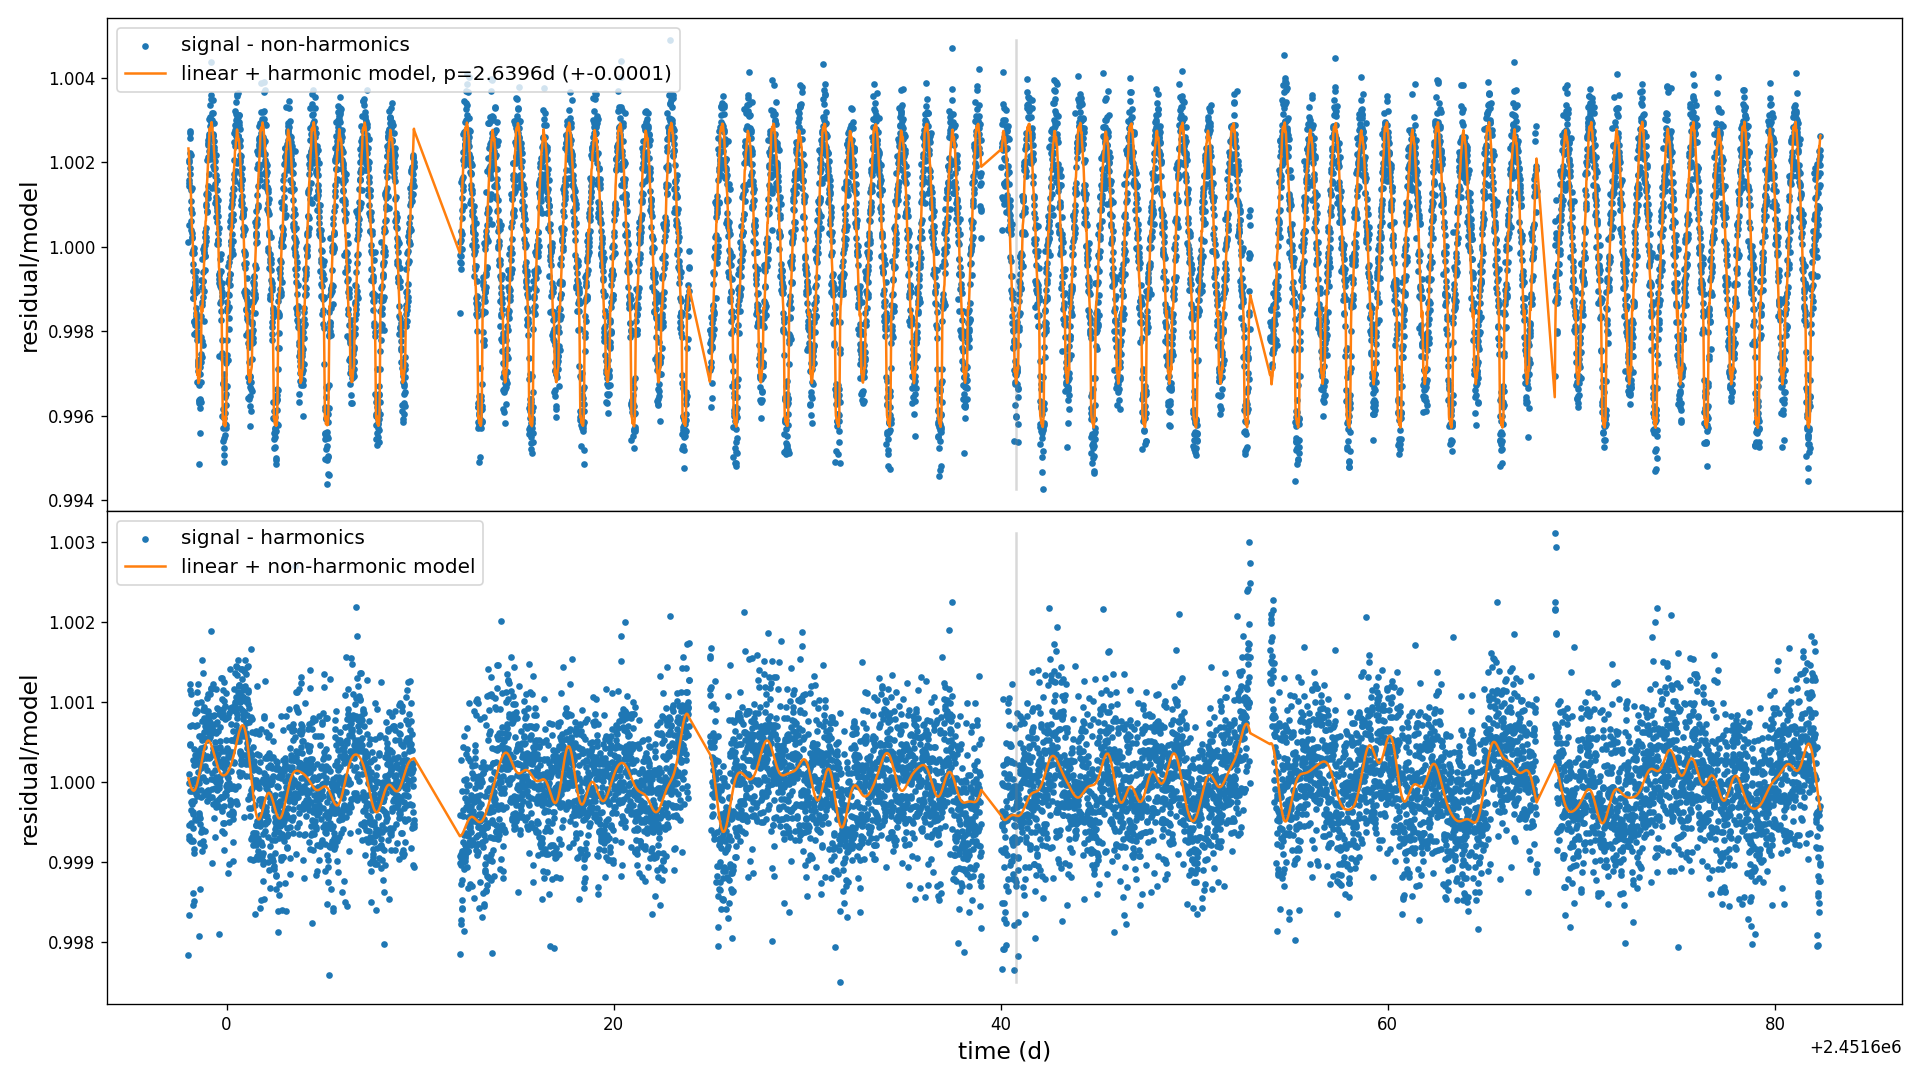 signal - non-harmonics
linear + harmonic model, p=2.6396d (+-0.0001)
1.004
1.002
1.000
0.998
0.996
0.994
residual/model
signal - harmonics
linear + non-harmonic model
1.003
1.002
1.001
1.000
0.999
0.998
residual/model
0 20 40 60 80
time (d)
+2.4516e6